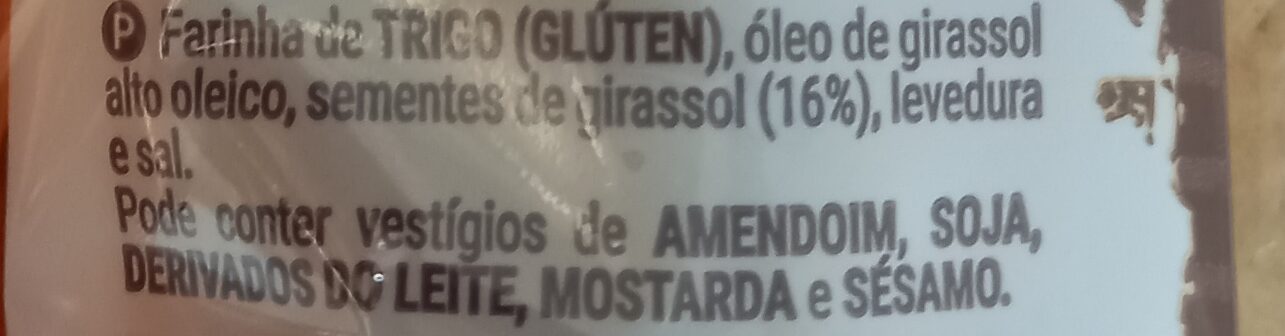 P Farinha de TRIGO (GLÚTEN), óleo de girassol
alto oleico, sementes de girassol (16%), levedura
e sal.
Pode conter vestígios de AMENDOIM, SOJA,
DERIVADOS DO LEITE, MOSTARDA e SÉSAMO.